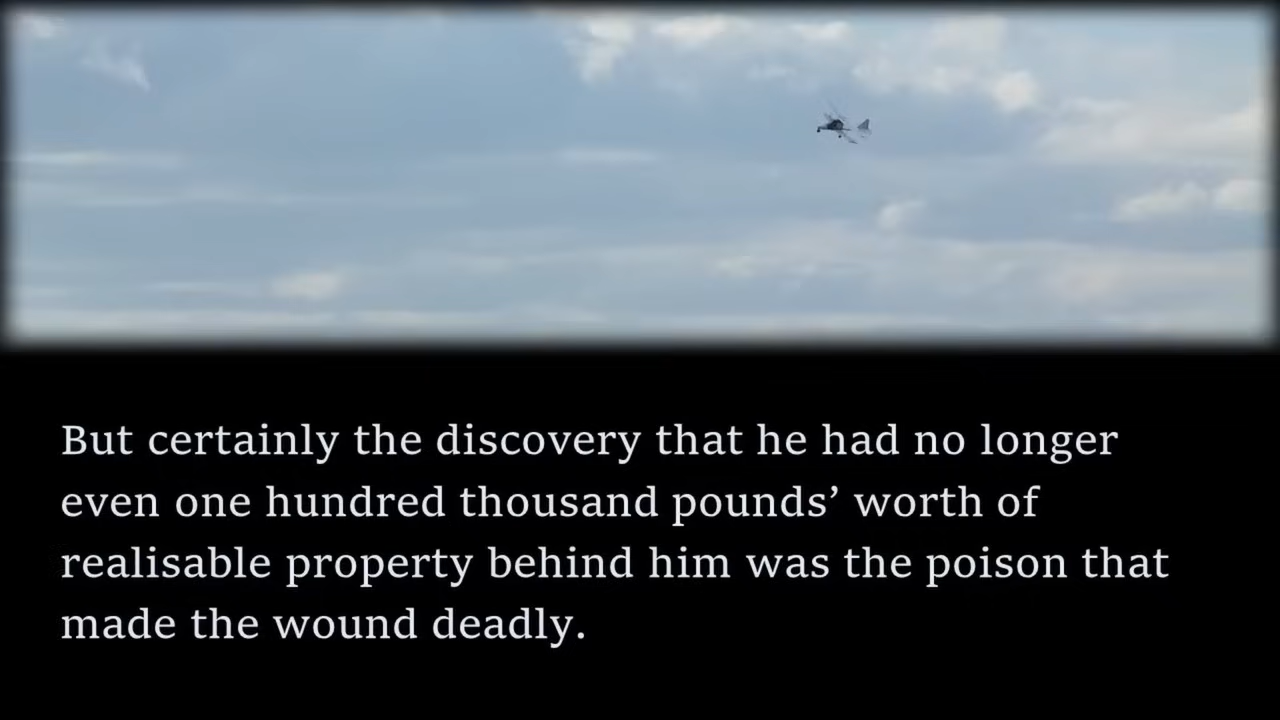 But certainly the discovery that he had no longer
even one hundred thousand pounds’ worth of
realisable property behind him was the poison that
made the wound deadly.